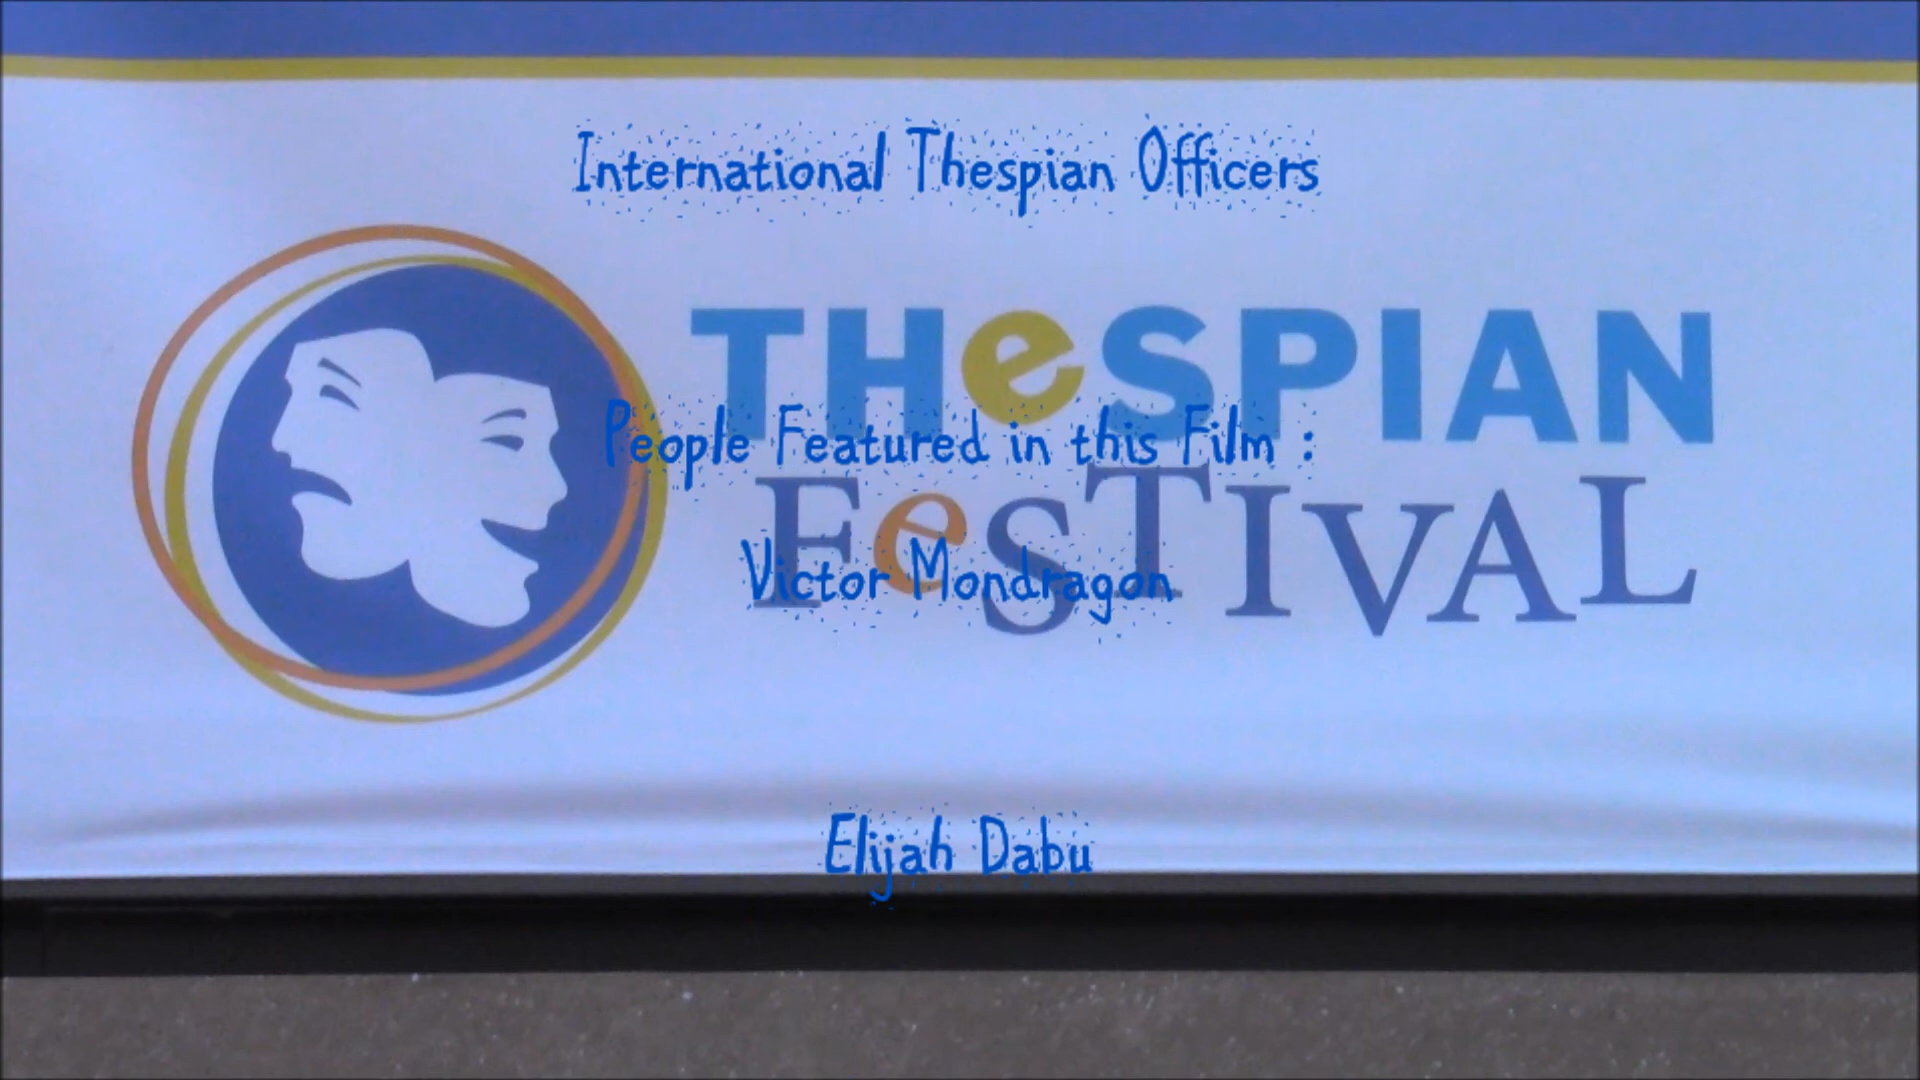 International Thespian Officers
THeSPIAN
People Featured in this Film :
FeSTIVAL
Victor Mondragon
Elijah Dabu